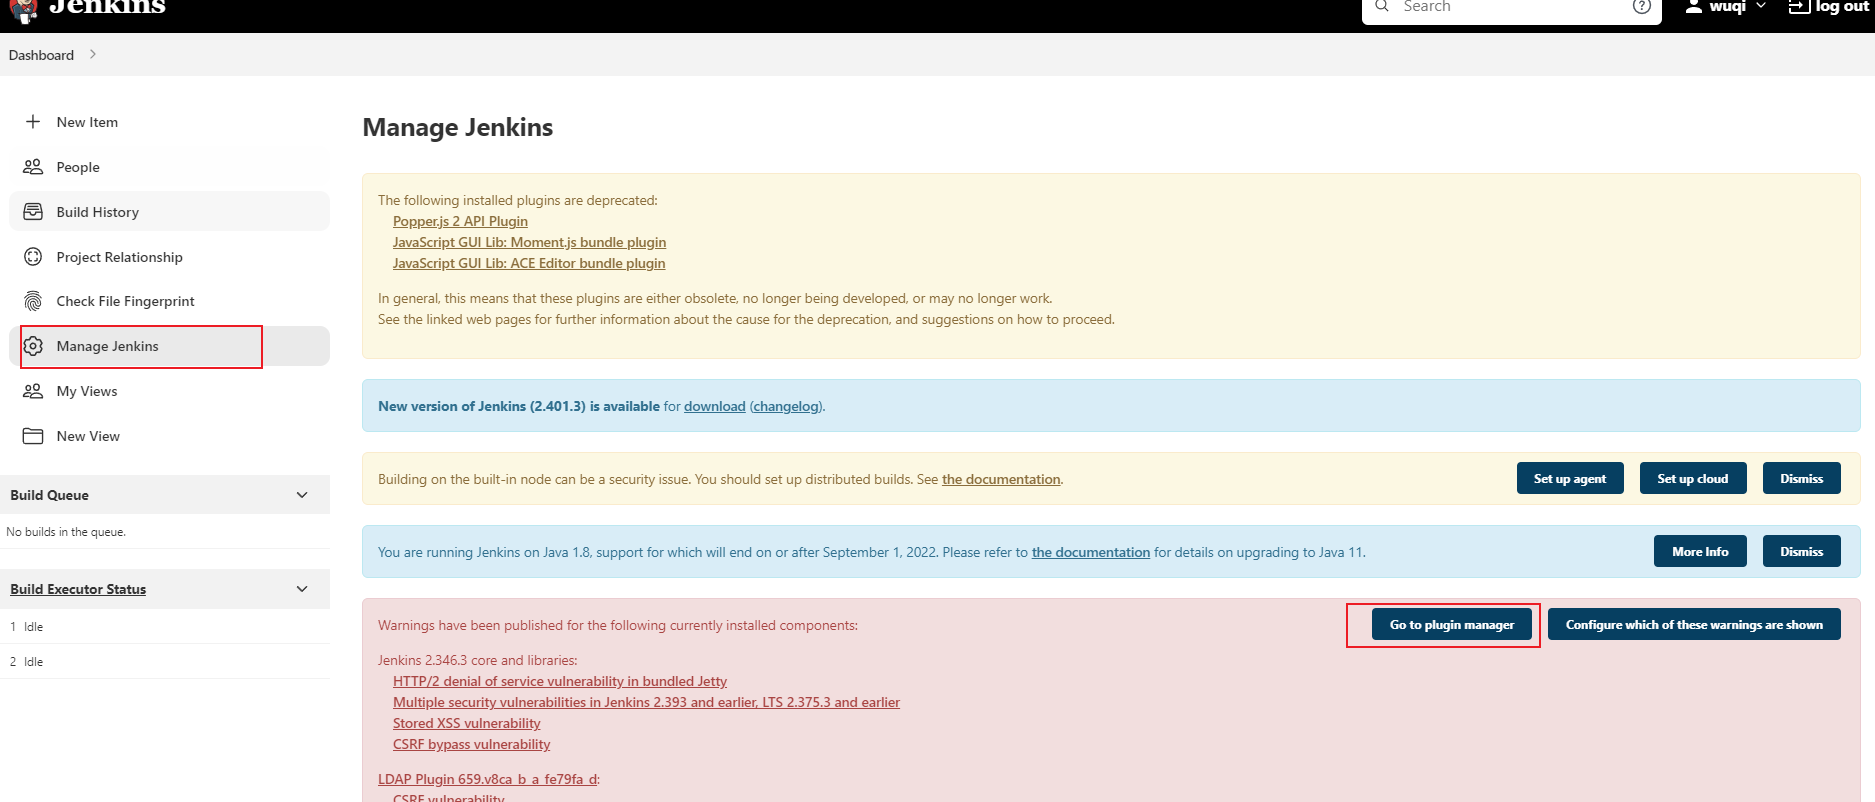 Jenkins
Search
wuqi
log out
Dashboard
New Item
People
Build History
Project Relationship
Check File Fingerprint
Manage Jenkins
My Views
New View
Build Queue
No builds in the queue.
Build Executor Status
1 Idle
2 Idle
Manage Jenkins
The following installed plugins are deprecated:
Popper.js 2 API Plugin
JavaScript GUI Lib: Moment.js bundle plugin
JavaScript GUI Lib: ACE Editor bundle plugin
In general, this means that these plugins are either obsolete, no longer being developed, or may no longer work.
See the linked web pages for further information about the cause for the deprecation, and suggestions on how to proceed.
New version of Jenkins (2.401.3) is available for download (changelog).
Building on the built-in node can be a security issue. You should set up distributed builds. See the documentation.
Set up agent
Set up cloud
Dismiss
You are running Jenkins on Java 1.8, support for which will end on or after September 1, 2022. Please refer to the documentation for details on upgrading to Java 11.
More Info
Dismiss
Warnings have been published for the following currently installed components:
Go to plugin manager
Configure which of these warnings are shown
Jenkins 2.346.3 core and libraries:
HTTP/2 denial of service vulnerability in bundled Jetty
Multiple security vulnerabilities in Jenkins 2.393 and earlier, LTS 2.375.3 and earlier
Stored XSS vulnerability
CSRF bypass vulnerability
LDAP Plugin 659.v8ca_b_a_fe79fa_d:
CSRF vulnerability